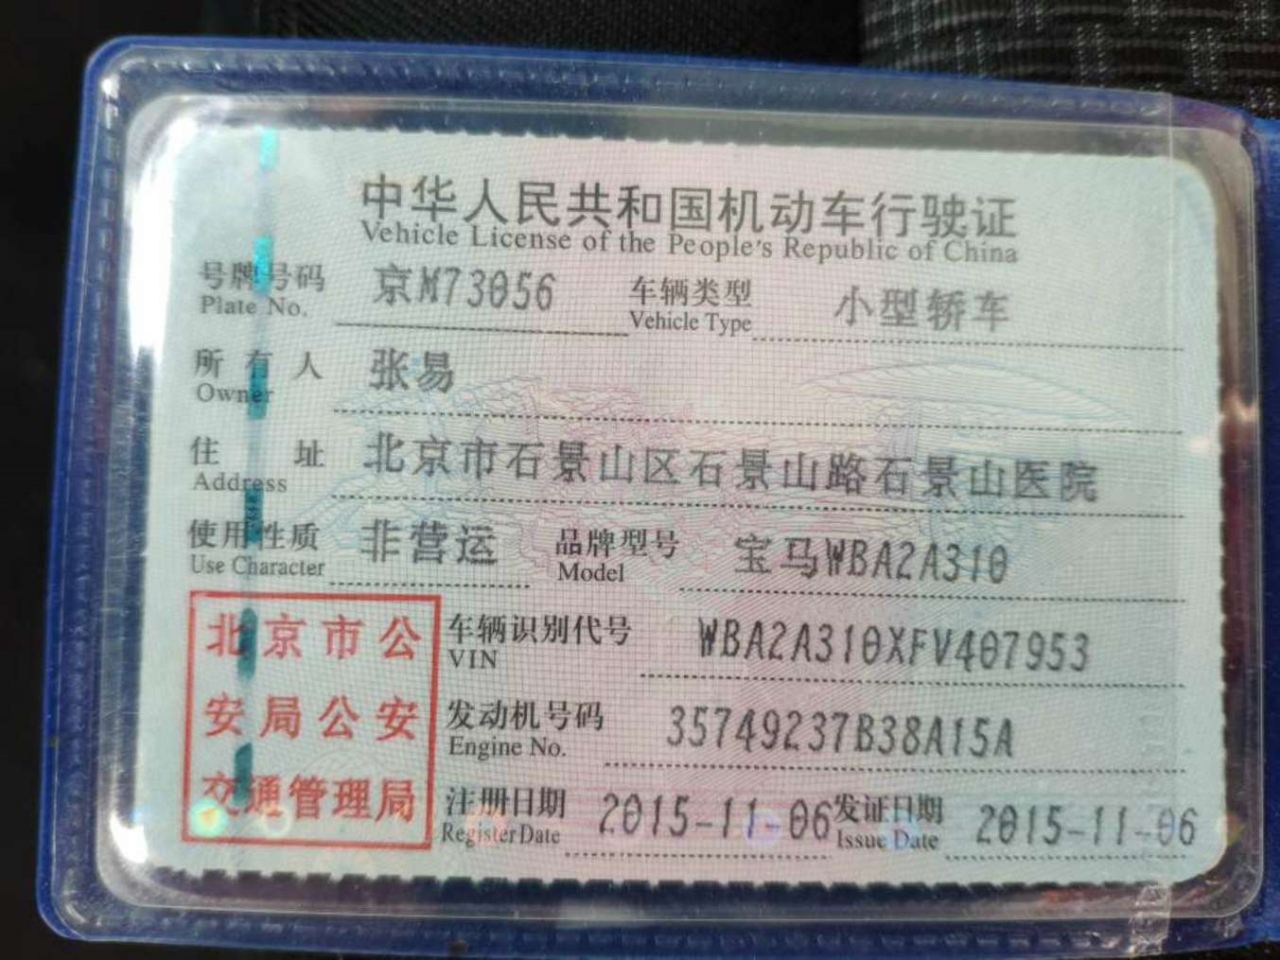 中华人民共和国机动车行驶证
Vehicle License of the People's Republic of China
号牌号码 京M73056 车辆类型 小型轿车
Plate No. Vehicle Type
所有人 张易
Owner
住址 北京市石景山区石景山路石景山医院
Address
使用性质 非营运 品牌型号 宝马WBA2A310
Use Character Model
北京市公
安局公安
交通管理局
车辆识别代号 WBA2A310XFV407953
VIN
发动机号码 35749237B38A15A
Engine No.
注册日期 2015-11-06 发证日期 2015-11-06
Register Date Issue Date